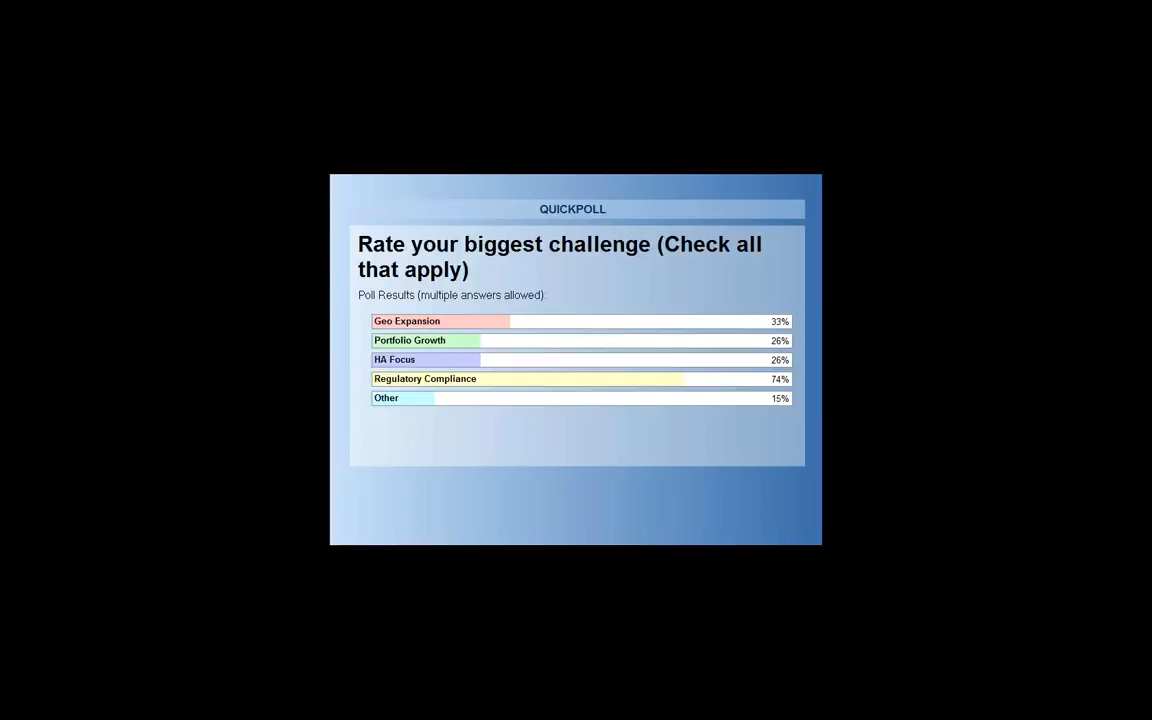 QUICKPOLL
Rate your biggest challenge (Check all
that apply)
Poll Results (multiple answers allowed):
Geo Expansion 33%
Portfolio Growth 26%
HA Focus 26%
Regulatory Compliance 74%
Other 15%